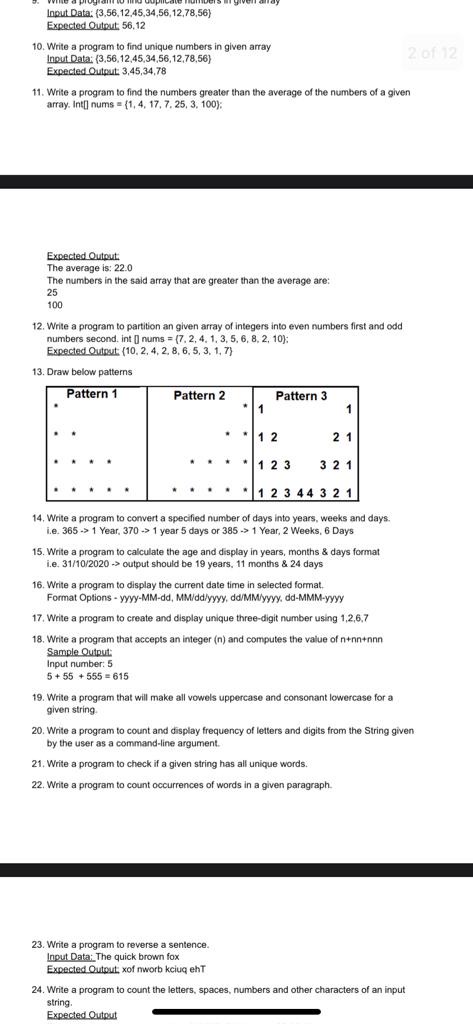 9. Write a program to find duplicate numbers in given array
Input Data: {3,56,12,45,34,56,12,78,56}
Expected Output: 56,12
10. Write a program to find unique numbers in given array
Input Data: {3,56,12,45,34,56,12,78,56}
Expected Output: 3,45,34,78
2 of 12
11. Write a program to find the numbers greater than the average of the numbers of a given
array. Int[] nums = {1, 4, 17, 7, 25, 3, 100};
Expected Output:
The average is: 22.0
The numbers in the said array that are greater than the average are:
25
100
12. Write a program to partition an given array of integers into even numbers first and odd
numbers second. int [] nums = {7, 2, 4, 1, 3, 5, 6, 8, 2, 10};
Expected Output: {10, 2, 4, 2, 8, 6, 5, 3, 1, 7}
13. Draw below patterns
Pattern 1 Pattern 2 Pattern 3
* * 1 1
* * * * 1 2 2 1
* * * * * * * * 1 2 3 3 2 1
* * * * * * * * * * 1 2 3 4 4 3 2 1
14. Write a program to convert a specified number of days into years, weeks and days.
i.e. 365 -> 1 Year, 370 -> 1 year 5 days or 385 -> 1 Year, 2 Weeks, 6 Days
15. Write a program to calculate the age and display in years, months & days format
i.e. 31/10/2020 -> output should be 19 years, 11 months & 24 days
16. Write a program to display the current date time in selected format.
Format Options - yyyy-MM-dd, MM/dd/yyyy, dd/MM/yyyy, dd-MMM-yyyy
17. Write a program to create and display unique three-digit number using 1,2,6,7
18. Write a program that accepts an integer (n) and computes the value of n+nn+nnn
Sample Output:
Input number: 5
5 + 55 + 555 = 615
19. Write a program that will make all vowels uppercase and consonant lowercase for a
given string.
20. Write a program to count and display frequency of letters and digits from the String given
by the user as a command-line argument.
21. Write a program to check if a given string has all unique words.
22. Write a program to count occurrences of words in a given paragraph.
23. Write a program to reverse a sentence.
Input Data: The quick brown fox
Expected Output: xof nworb kciuq ehT
24. Write a program to count the letters, spaces, numbers and other characters of an input
string.
Expected Output